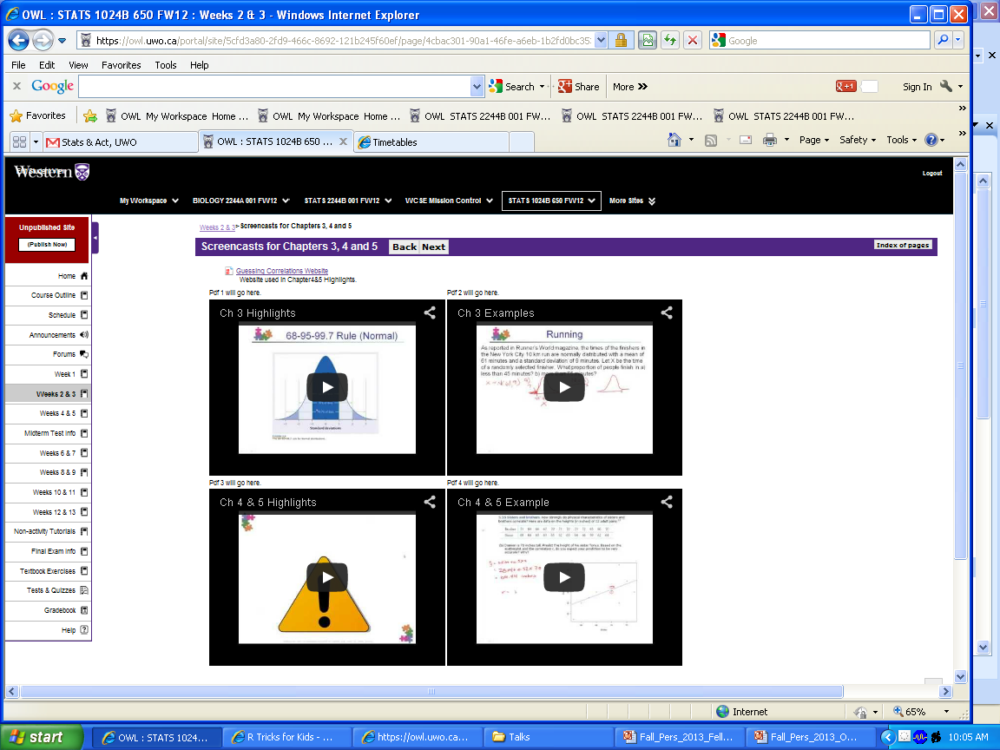 OWL : STATS 1024B 650 FW12 : Weeks 2 & 3 - Windows Internet Explorer
https://owl.uwo.ca/portal/site/5cfd3a80-2fd9-466c-8692-121b245f60ef/page/4cbac301-90a1-46fe-a6eb-1b2fd0bc35
Google
File Edit View Favorites Tools Help
x Google Search Share More »
+1
Sign In
Favorites OWL My Workspace Home ... OWL My Workspace Home ... OWL STATS 2244B 001 FW... OWL STATS 2244B 001 FW... OWL STATS 2244B 001 FW...
Stats & Act, UWO OWL : STATS 1024B 650 ... Timetables
Page Safety Tools
Western
Logout
My Workspace BIOLOGY 2244A 001 FW12 STATS 2244B 001 FW12 WCSE Mission Control STATS 1024B 650 FW12 More Sites
Unpublished Site
(Publish Now)
Home
Course Outline
Schedule
Announcements
Forums
Week 1
Weeks 2 & 3
Weeks 4 & 5
Midterm Test Info
Weeks 6 & 7
Weeks 8 & 9
Weeks 10 & 11
Weeks 12 & 13
Non-activity Tutorials
Final Exam Info
Textbook Exercises
Tests & Quizzes
Gradebook
Help
Weeks 2 & 3> Screencasts for Chapters 3, 4 and 5
Screencasts for Chapters 3, 4 and 5 Back Next Index of pages
Guessing Correlations Website
Website used in Chapter4&5 Highlights.
Pdf 1 will go here. Pdf 2 will go here.
Ch 3 Highlights
68-95-99.7 Rule (Normal)
Standard deviations
Ch 3 Examples
Running
As reported in Runner's World magazine, the times of the finishers in
the New York City 10 km run are normally distributed with a mean of
61 minutes and a standard deviation of 9 minutes. Let X be the time
of a randomly selected finisher. What proportion of people finish in a)
less than 45 minutes? b)
Pdf 3 will go here. Pdf 4 will go here.
Ch 4 & 5 Highlights
Ch 4 & 5 Example
Internet
65%
start
OWL : STATS 1024...
R Tricks for Kids - ...
https://owl.uwo.ca...
Talks
Fall_Pers_2013_Fell...
Fall_Pers_2013_O...
10:05 AM